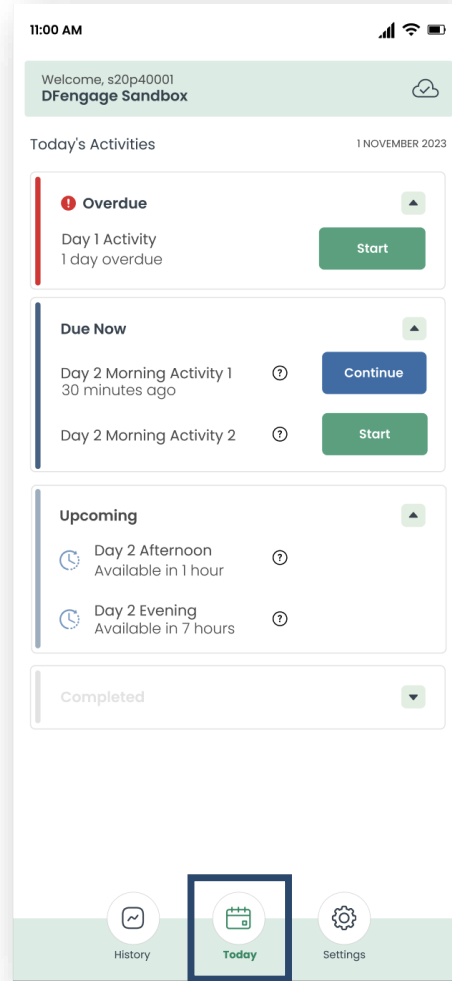 11:00 AM
Welcome, s20p40001
DFengage Sandbox
Today's Activities
1 NOVEMBER 2023
Overdue
Day 1 Activity
1 day overdue
Start
Due Now
Day 2 Morning Activity 1
30 minutes ago
?
Continue
Day 2 Morning Activity 2
?
Start
Upcoming
Day 2 Afternoon
Available in 1 hour
?
Day 2 Evening
Available in 7 hours
?
Completed
History
Today
Settings